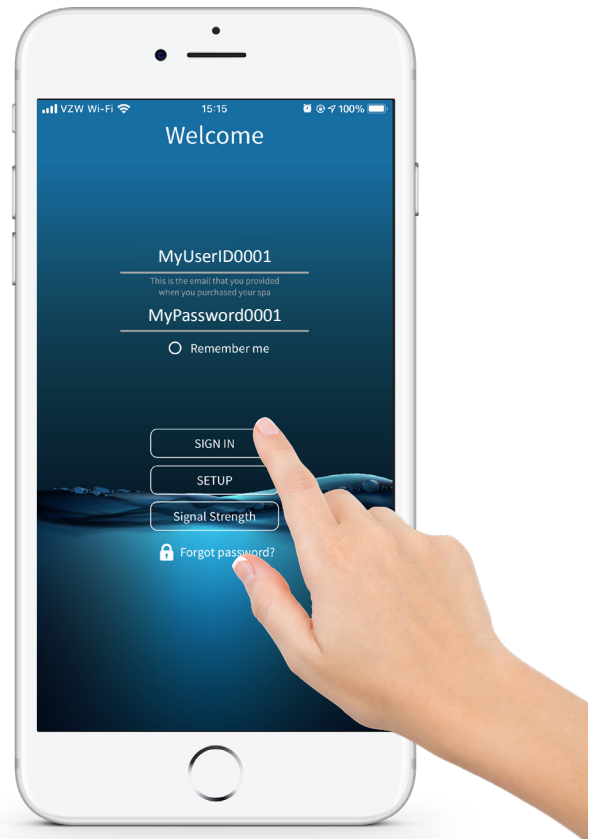 VZW Wi-Fi 15:15 100%
Welcome
MyUserID0001
This is the email that you provided
when you purchased your spa
MyPassword0001
Remember me
SIGN IN
SETUP
Signal Strength
Forgot password?